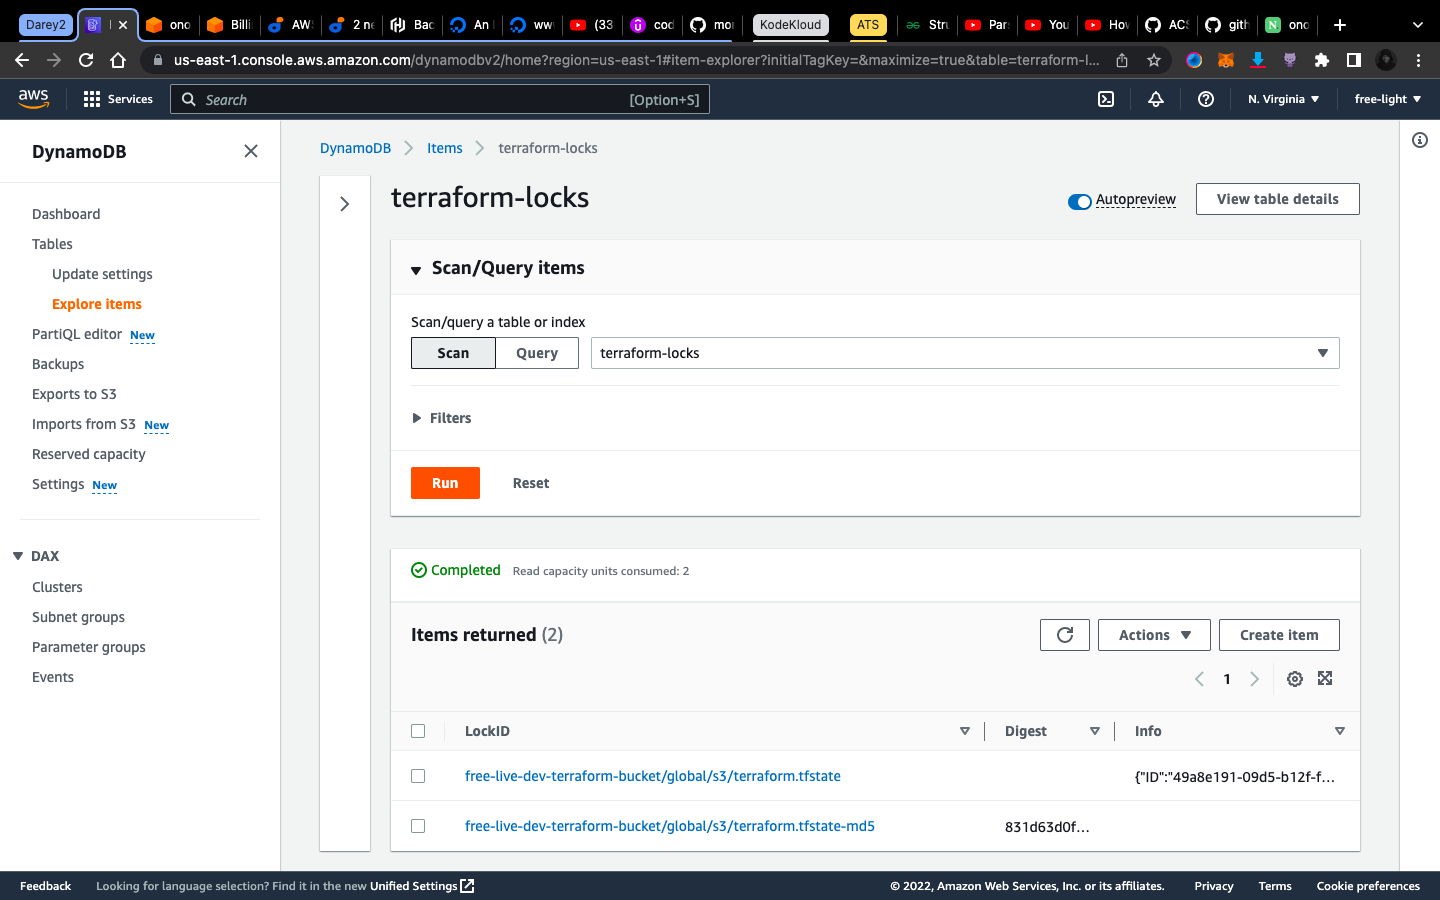 Darey2
ono
Billi
AW
2 ne
Bac
An
ww
(33
cod
mor
KodeKloud
ATS
Stru
Par
You
How
ACS
gith
ono
us-east-1.console.aws.amazon.com/dynamodbv2/home?region=us-east-1#item-explorer?initialTagKey=&maximize=true&table=terraform-l...
aws
Services
Search
[Option+S]
N. Virginia
free-light
DynamoDB
Dashboard
Tables
Update settings
Explore items
PartiQL editor New
Backups
Exports to S3
Imports from S3 New
Reserved capacity
Settings New
DAX
Clusters
Subnet groups
Parameter groups
Events
DynamoDB
Items
terraform-locks
terraform-locks
Autopreview
View table details
Scan/Query items
Scan/query a table or index
Scan
Query
terraform-locks
Filters
Run
Reset
Completed
Read capacity units consumed: 2
Items returned (2)
Actions
Create item
1
LockID
Digest
Info
free-live-dev-terraform-bucket/global/s3/terraform.tfstate
{"ID":"49a8e191-09d5-b12f-f...
free-live-dev-terraform-bucket/global/s3/terraform.tfstate-md5
831d63d0f...
Feedback
Looking for language selection? Find it in the new Unified Settings
© 2022, Amazon Web Services, Inc. or its affiliates.
Privacy
Terms
Cookie preferences